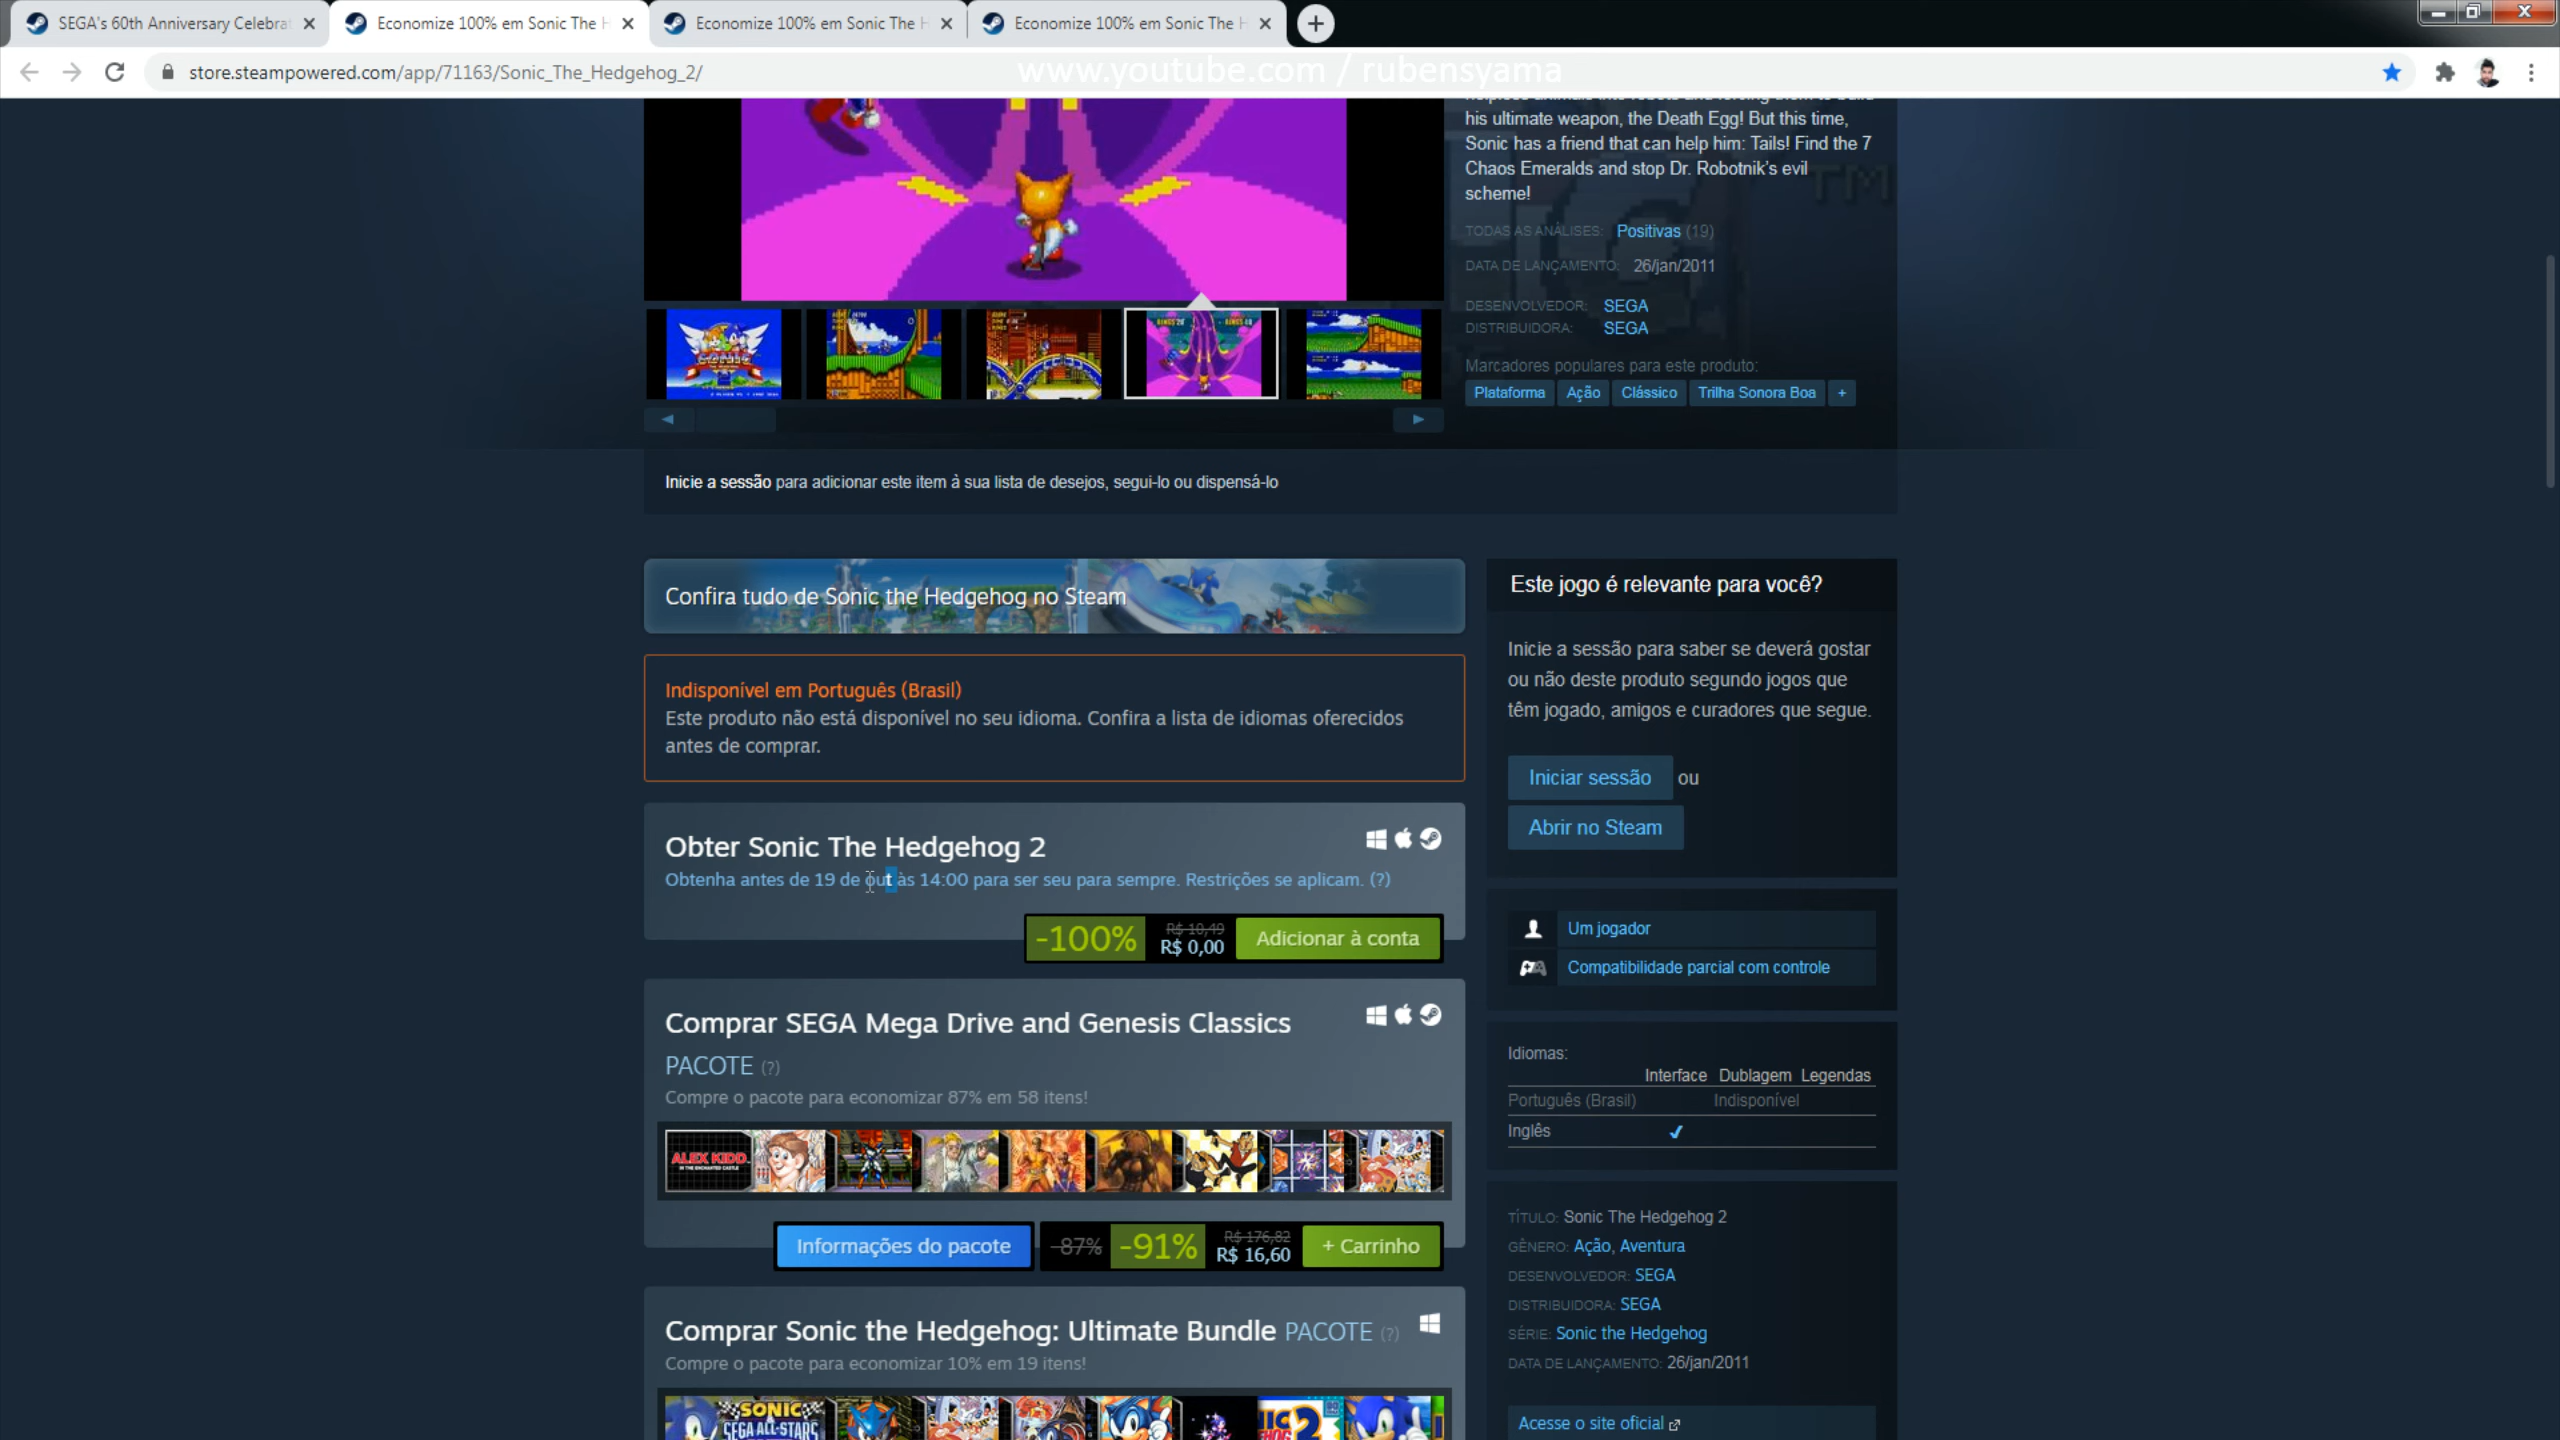 SEGA's 60th Anniversary Celebrat
Economize 100% em Sonic The H
Economize 100% em Sonic The H
Economize 100% em Sonic The H
store.steampowered.com/app/71163/Sonic_The_Hedgehog_2/
www.youtube.com / rubensyama
his ultimate weapon, the Death Egg! But this time,
Sonic has a friend that can help him: Tails! Find the 7
Chaos Emeralds and stop Dr. Robotnik's evil
scheme!
TM
TODAS AS ANÁLISES: Positivas (19)
DATA DE LANÇAMENTO: 26/jan/2011
DESENVOLVEDOR: SEGA
DISTRIBUIDORA: SEGA
Marcadores populares para este produto:
Plataforma Ação Clássico Trilha Sonora Boa +
Inicie a sessão para adicionar este item à sua lista de desejos, segui-lo ou dispensá-lo
Confira tudo de Sonic the Hedgehog no Steam
Indisponível em Português (Brasil)
Este produto não está disponível no seu idioma. Confira a lista de idiomas oferecidos
antes de comprar.
Obter Sonic The Hedgehog 2
Obtenha antes de 19 de out às 14:00 para ser seu para sempre. Restrições se aplicam. (?)
-100% R$ 10,49 R$ 0,00 Adicionar à conta
Comprar SEGA Mega Drive and Genesis Classics
PACOTE (?)
Compre o pacote para economizar 87% em 58 itens!
ALEX KIDD
IN THE ENCHANTED CASTLE
Informações do pacote -87% -91% R$ 176,82 R$ 16,60 + Carrinho
Comprar Sonic the Hedgehog: Ultimate Bundle PACOTE (?)
Compre o pacote para economizar 10% em 19 itens!
SONIC
SEGA ALL-STARS
Este jogo é relevante para você?
Inicie a sessão para saber se deverá gostar
ou não deste produto segundo jogos que
têm jogado, amigos e curadores que segue.
Iniciar sessão ou
Abrir no Steam
Um jogador
Compatibilidade parcial com controle
Idiomas:
Interface Dublagem Legendas
Português (Brasil) Indisponível
Inglês ✔
TÍTULO: Sonic The Hedgehog 2
GÊNERO: Ação, Aventura
DESENVOLVEDOR: SEGA
DISTRIBUIDORA: SEGA
SÉRIE: Sonic the Hedgehog
DATA DE LANÇAMENTO: 26/jan/2011
Acesse o site oficial